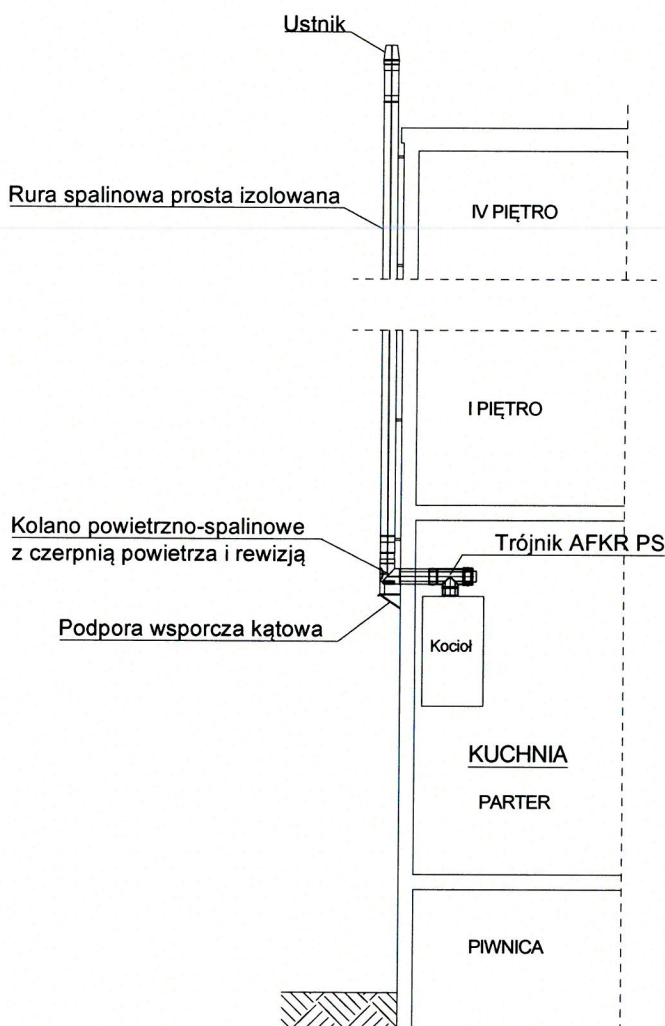 Ustnik
Rura spalinowa prosta izolowana
IV PIĘTRO
I PIĘTRO
Kolano powietrzno-spalinowe
z czerpnią powietrza i rewizją
Trójnik AFKR PS
Podpora wsporcza kątowa
Kocioł
KUCHNIA
PARTER
PIWNICA